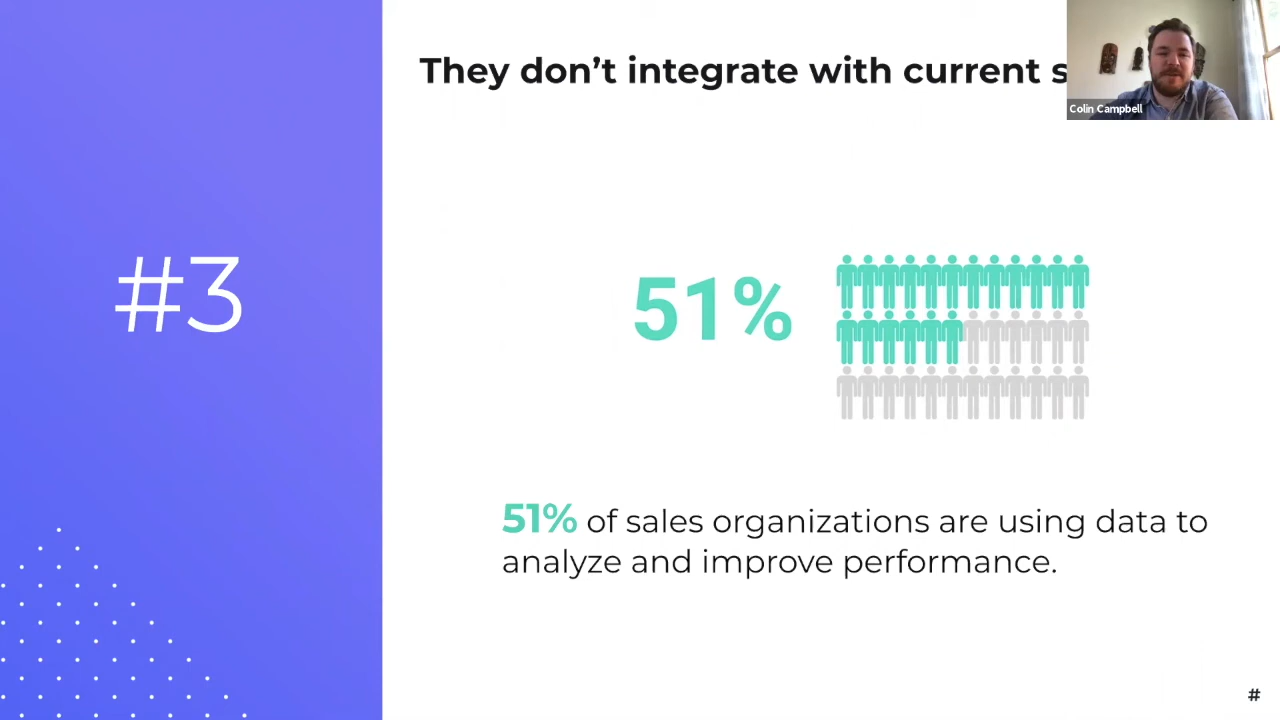 They don’t integrate with current s
Colin Campbell
#3
51%
51% of sales organizations are using data to
analyze and improve performance.
#